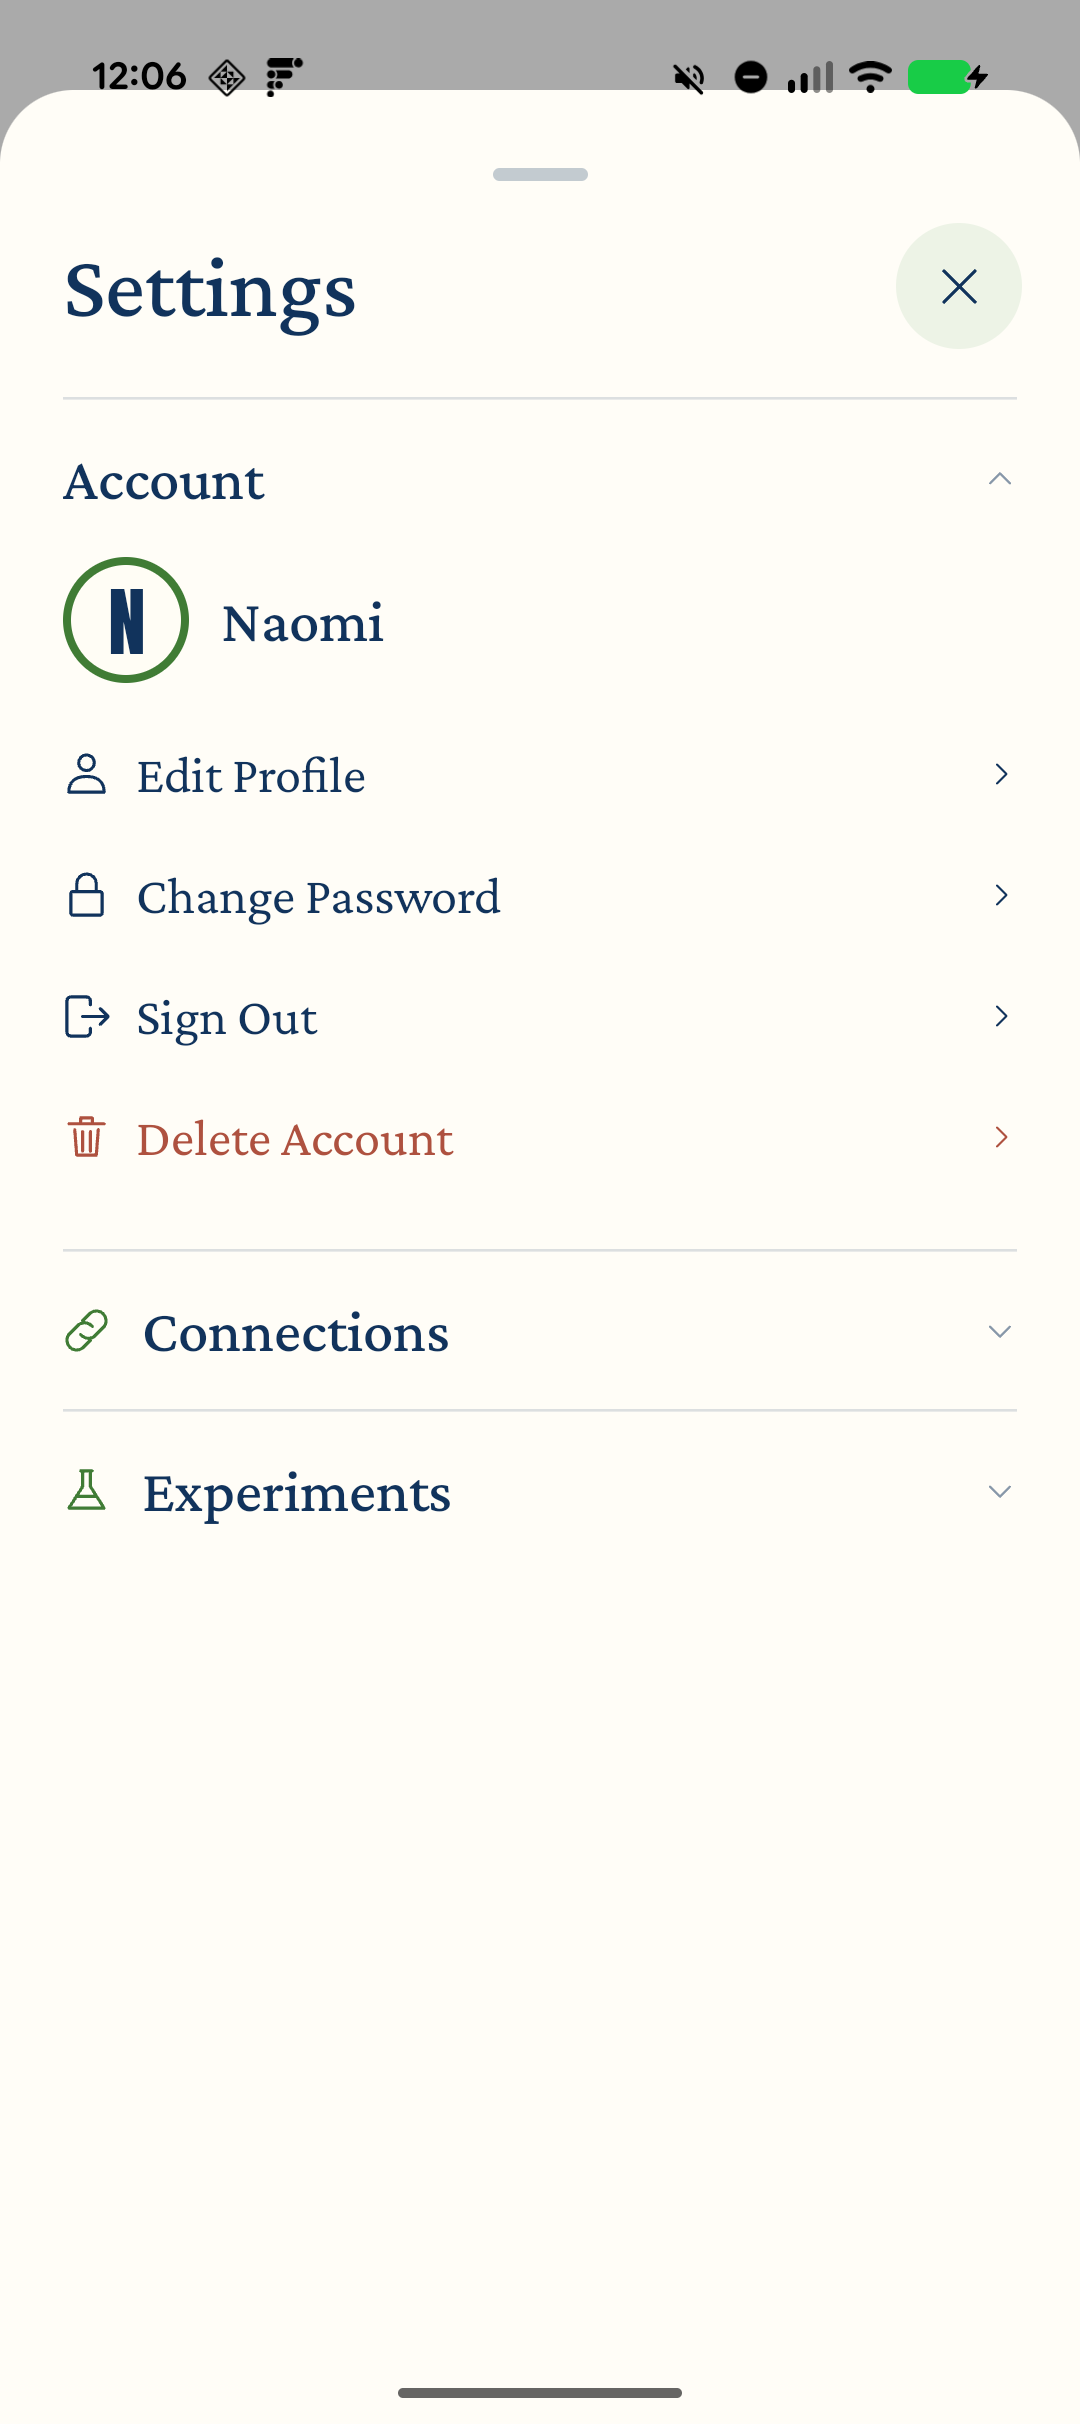 12:06
Settings
Account
N
Naomi
Edit Profile
Change Password
Sign Out
Delete Account
Connections
Experiments